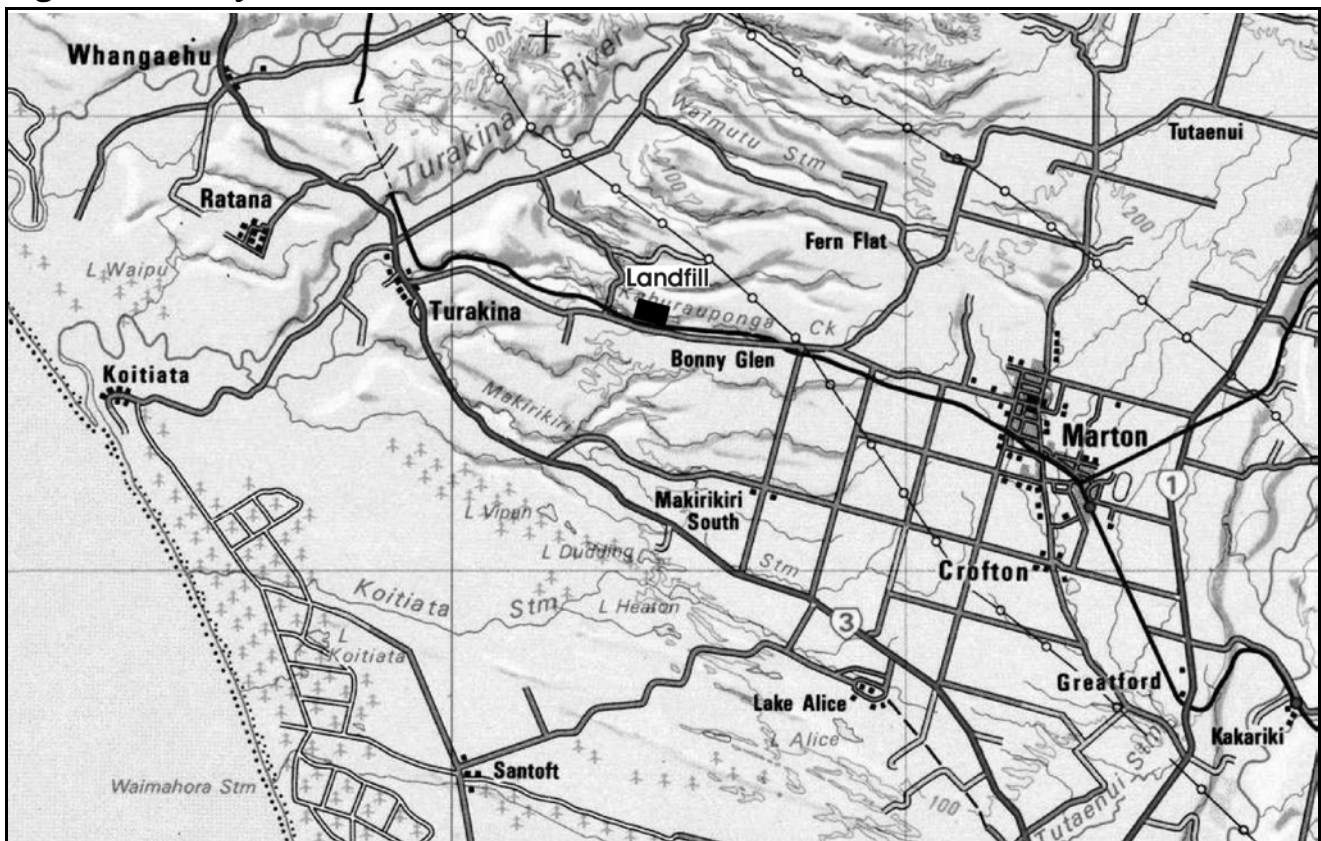 Whangaehu
100
Turakina River
Waimutu Stm
100
Tutaenui
Ratana
200
Fern Flat
L Waipu
Landfill
Kahurauponga Ck
Turakina
Bonny Glen
Koitiata
Makirikiri
Marton
Makirikiri
South
1
L Vipan
L Dudding
Stm
Crofton
Koitiata Stm
L Heaton
3
L
Koitiata
Greatford
Lake Alice
Kakariki
L Alice
Santoft
Waimahora Stm
100
Tutaenui Stm